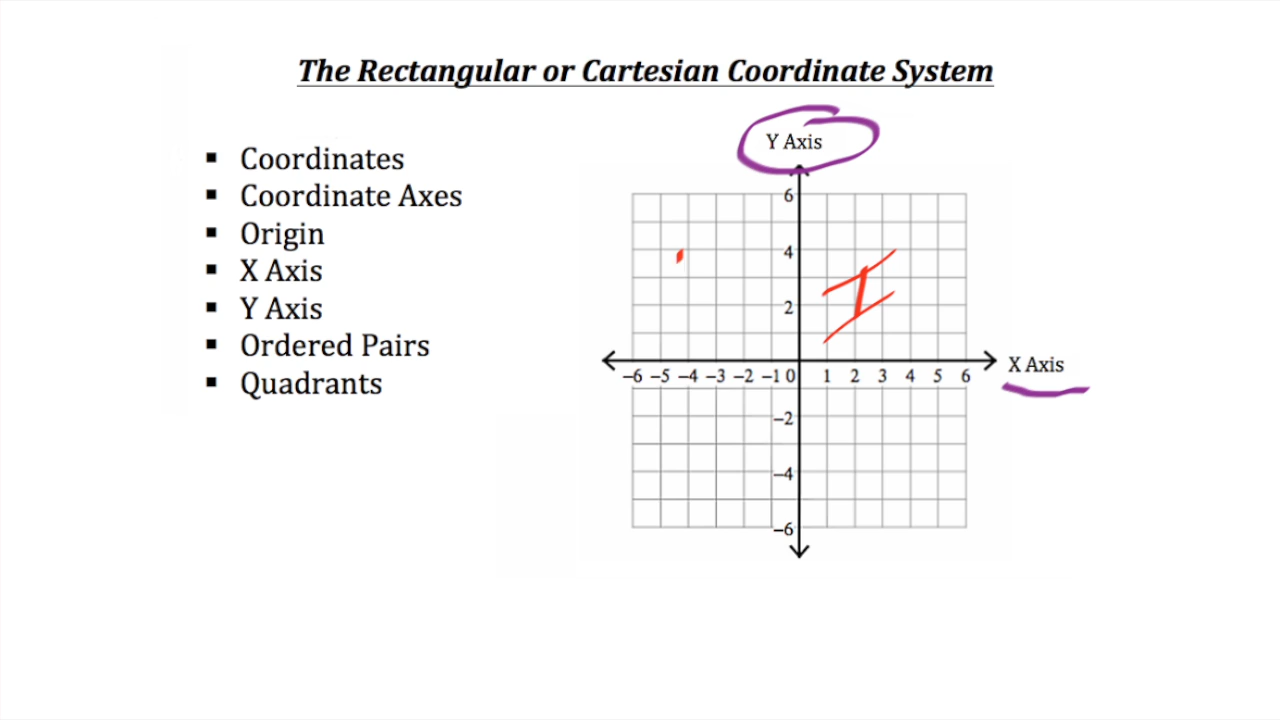 The Rectangular or Cartesian Coordinate System
▪ Coordinates
▪ Coordinate Axes
▪ Origin
▪ X Axis
▪ Y Axis
▪ Ordered Pairs
▪ Quadrants
Y Axis
6
4
I
2
X Axis
–6 –5 –4 –3 –2 –1 0 1 2 3 4 5 6
–2
–4
–6